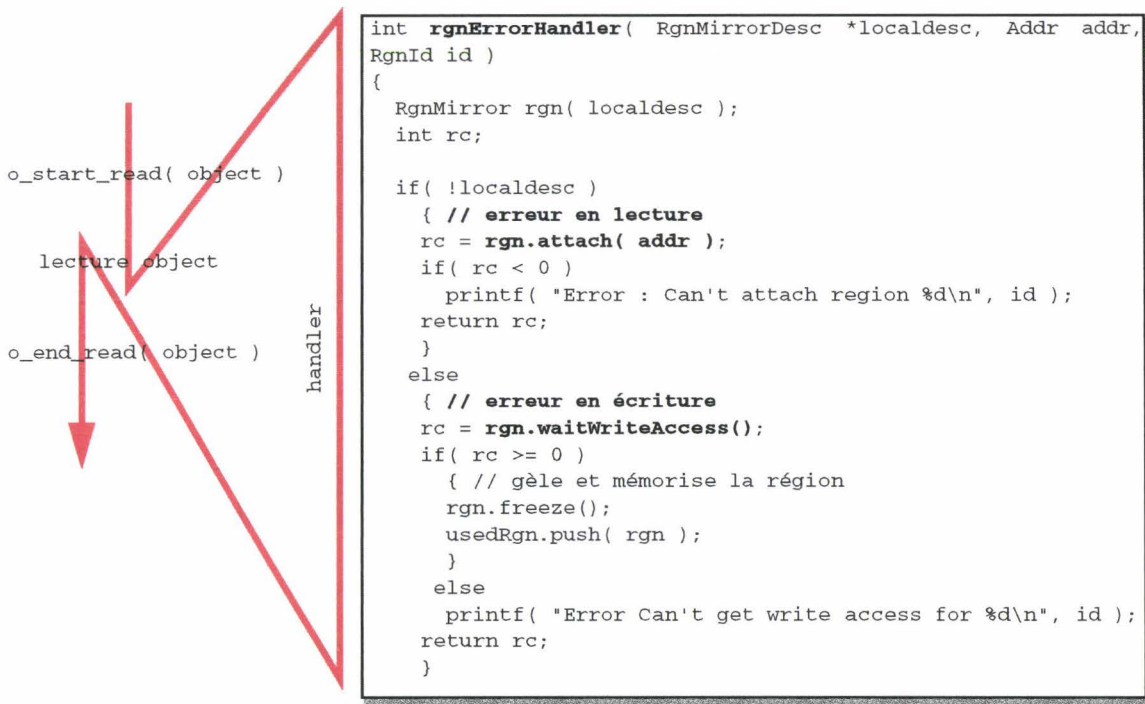 o_start_read( object )
lecture object
o_end_read( object )
handler
int rgnErrorHandler( RgnMirrorDesc *localdesc, Addr addr,
RgnId id )
{
RgnMirror rgn( localdesc );
int rc;
if( !localdesc )
{ // erreur en lecture
rc = rgn.attach( addr );
if( rc < 0 )
printf( "Error : Can't attach region %d\n", id );
return rc;
}
else
{ // erreur en écriture
rc = rgn.waitWriteAccess();
if( rc >= 0 )
{ // gèle et mémorise la région
rgn.freeze();
usedRgn.push( rgn );
}
else
printf( "Error Can't get write access for %d\n", id );
return rc;
}